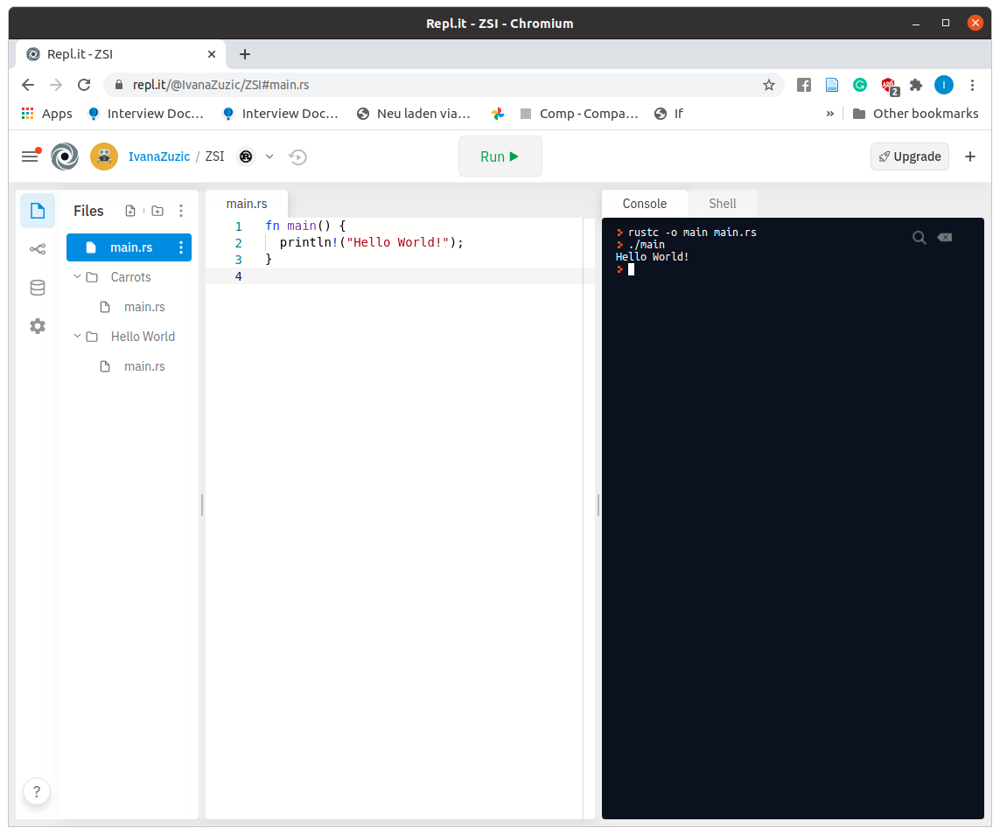 Repl.it - ZSI - Chromium
Repl.it - ZSI
repl.it/@IvanaZuzic/ZSI#main.rs
2
I
Apps
Interview Doc...
Interview Doc...
Neu laden via...
Comp - Compa...
If
»
Other bookmarks
IvanaZuzic / ZSI
Run
Upgrade
Files
main.rs
Carrots
main.rs
Hello World
main.rs
?
main.rs
1 fn main() {
2 println!("Hello World!");
3 }
4
Console
Shell
rustc -o main main.rs
./main
Hello World!